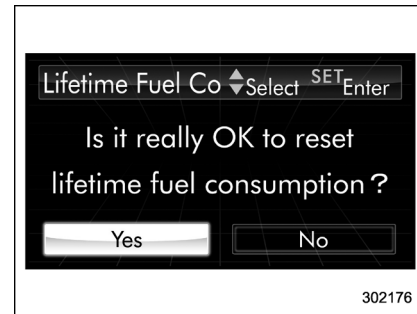 Lifetime Fuel Co Select SET Enter
Is it really OK to reset
lifetime fuel consumption ?
Yes No
302176